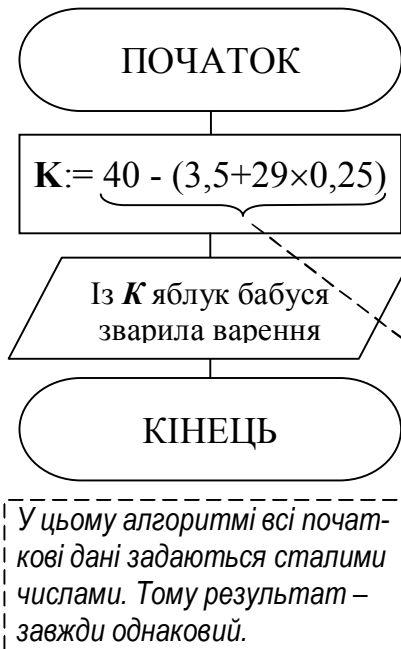 ПОЧАТОК
K:= 40 - (3,5+29×0,25)
Із K яблук бабуся
зварила варення
КІНЕЦЬ
У цьому алгоритмі всі почат-
кові дані задаються сталими
числами. Тому результат –
завжди однаковий.